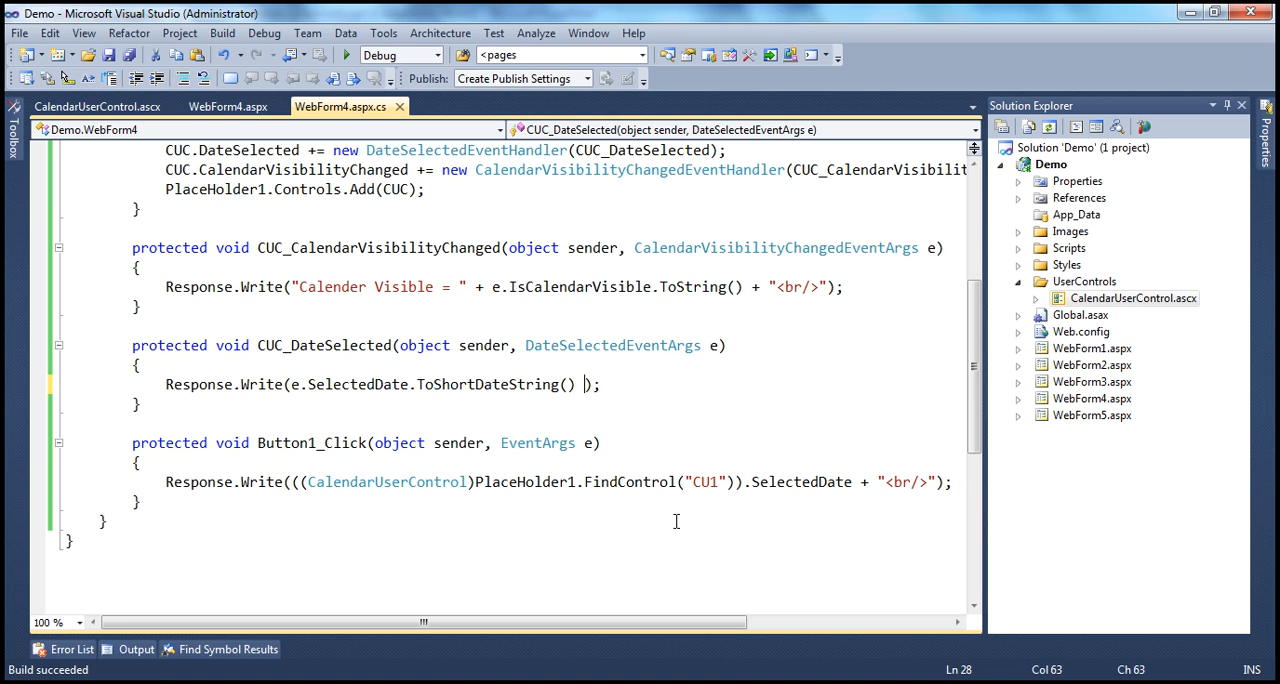 Demo - Microsoft Visual Studio (Administrator)
File Edit View Refactor Project Build Debug Team Data Tools Architecture Test Analyze Window Help
Debug <pages
Publish: Create Publish Settings
CalendarUserControl.ascx WebForm4.aspx WebForm4.aspx.cs
Demo.WebForm4 CUC_DateSelected(object sender, DateSelectedEventArgs e)
CUC.DateSelected += new DateSelectedEventHandler(CUC_DateSelected);
CUC.CalendarVisibilityChanged += new CalendarVisibilityChangedEventHandler(CUC_CalendarVisibilit
PlaceHolder1.Controls.Add(CUC);
}
protected void CUC_CalendarVisibilityChanged(object sender, CalendarVisibilityChangedEventArgs e)
{
Response.Write("Calender Visible = " + e.IsCalendarVisible.ToString() + "<br/>");
}
protected void CUC_DateSelected(object sender, DateSelectedEventArgs e)
{
Response.Write(e.SelectedDate.ToShortDateString() );
}
protected void Button1_Click(object sender, EventArgs e)
{
Response.Write(((CalendarUserControl)PlaceHolder1.FindControl("CU1")).SelectedDate + "<br/>");
}
}
}
100 %
Toolbox
Solution Explorer
Solution 'Demo' (1 project)
Demo
Properties
References
App_Data
Images
Scripts
Styles
UserControls
CalendarUserControl.ascx
Global.asax
Web.config
WebForm1.aspx
WebForm2.aspx
WebForm3.aspx
WebForm4.aspx
WebForm5.aspx
Properties
Error List Output Find Symbol Results
Build succeeded Ln 28 Col 63 Ch 63 INS